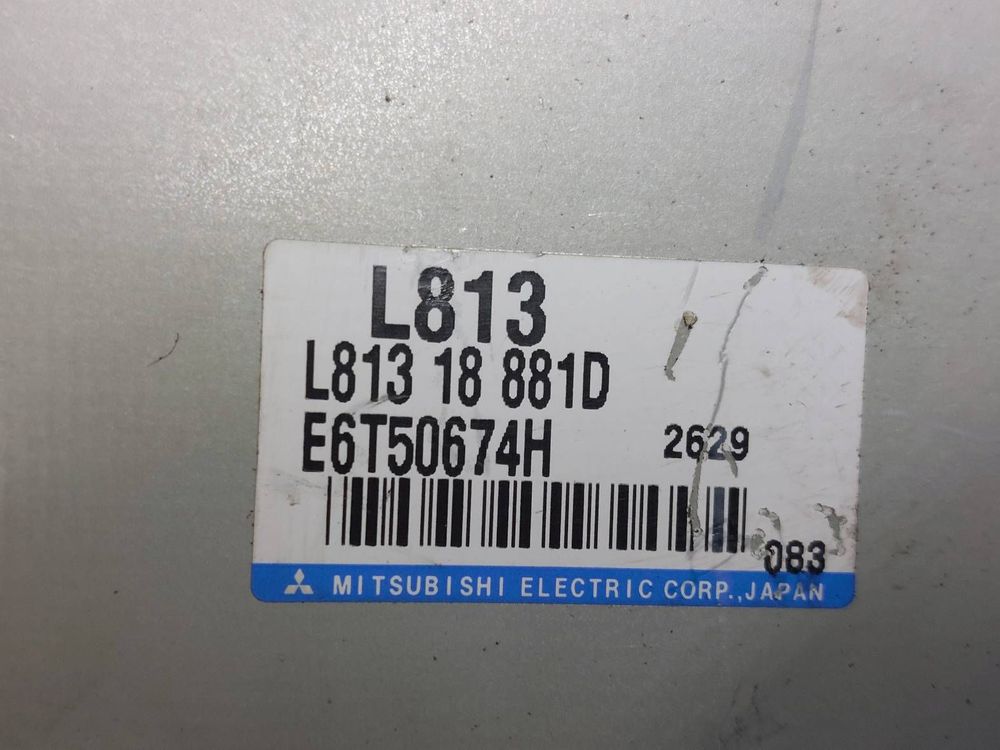 L813
L813 18 881D
E6T50674H 2629
083
MITSUBISHI ELECTRIC CORP.,JAPAN